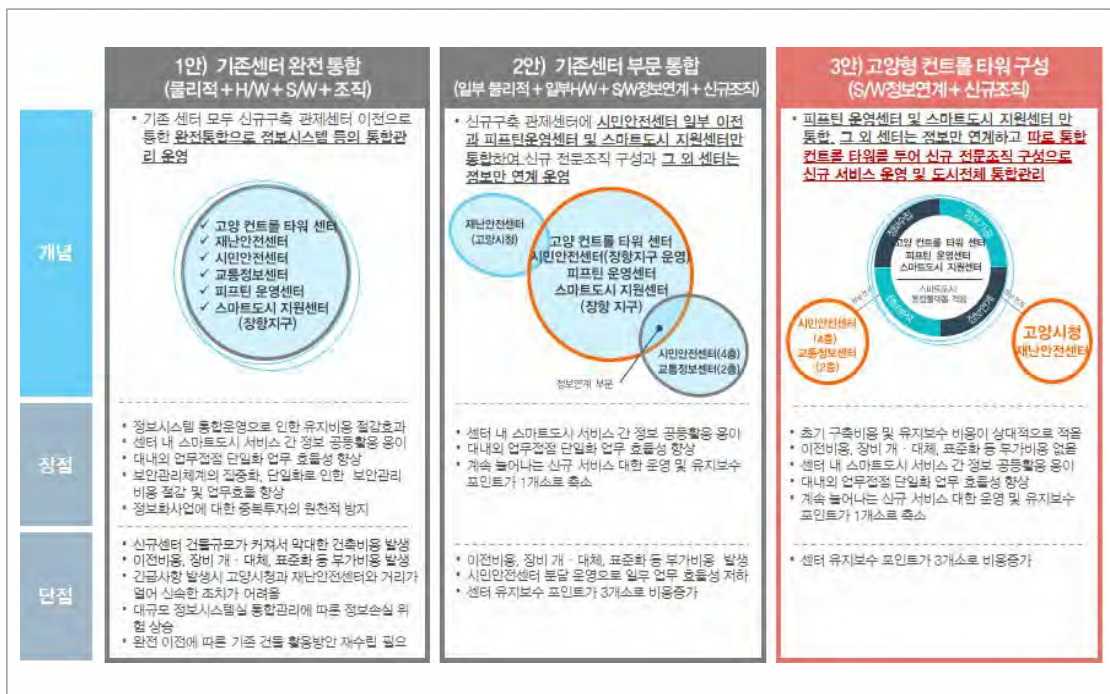 1안) 기존센터 완전 통합
(물리적+H/W+S/W+조직)
2안) 기존센터 부문 통합
(일부 물리적+일부H/W+S/W정보연계+신규조직)
3안) 고양형 컨트롤 타워 구성
(S/W정보연계+신규조직)
개념
• 기존 센터 모두 신규구축 관제센터 이전으로
통한 완전통합으로 정보시스템 등의 통합관
리 운영
✓ 고양 컨트롤 타워 센터
✓ 재난안전센터
✓ 시민안전센터
✓ 교통정보센터
✓ 피프틴 운영센터
✓ 스마트도시 지원센터
(장항지구)
• 신규구축 관제센터에 시민안전센터 일부 이전
과 피프틴운영센터 및 스마트도시 지원센터만
통합하여 신규 전문조직 구성과 그 외 센터는
정보만 연계 운영
재난안전센터
(고양시청)
고양 컨트롤 타워 센터
시민안전센터(장항지구 운영)
피프틴 운영센터
스마트도시 지원센터
(장항 지구)
시민안전센터(4층)
교통정보센터(2층)
정보연계 부문
• 피프틴 운영센터 및 스마트도시 지원센터 만
통합, 그 외 센터는 정보만 연계하고 따로 통합
컨트롤 타워를 두어 신규 전문조직 구성으로
신규 서비스 운영 및 도시전체 통합관리
정보수집
정보가공
고양 컨트롤 타워 센터
피프틴 운영센터
스마트도시 지원센터
스마트도시
통합플랫폼 적용
정보연계
시민안전센터
(4층)
교통정보센터
(2층)
고양시청
재난안전센터
장점
• 정보시스템 통합운영으로 인한 유지비용 절감효과
• 센터 내 스마트도시 서비스 간 정보 공동활용 용이
• 대내외 업무접점 단일화 업무 효율성 향상
• 보안관리체계의 집중화, 단일화로 인한 보안관리
비용 절감 및 업무효율 향상
• 정보화사업에 대한 중복투자의 원천적 방지
• 센터 내 스마트도시 서비스 간 정보 공동활용 용이
• 대내외 업무접점 단일화 업무 효율성 향상
• 계속 늘어나는 신규 서비스 대한 운영 및 유지보수
포인트가 1개소로 축소
• 초기 구축비용 및 유지보수 비용이 상대적으로 적음
• 이전비용, 장비 개·대체, 표준화 등 부가비용 없음
• 센터 내 스마트도시 서비스 간 정보 공동활용 용이
• 대내외 업무접점 단일화 업무 효율성 향상
• 계속 늘어나는 신규 서비스 대한 운영 및 유지보수
포인트가 1개소로 축소
단점
• 신규센터 건물규모가 커져서 막대한 건축비용 발생
• 이전비용, 장비 개·대체, 표준화 등 부가비용 발생
• 긴급사항 발생시 고양시청과 재난안전센터와 거리가
멀어 신속한 조치가 어려움
• 대규모 정보시스템실 통합관리에 따른 정보손실 위
험 상승
• 완전 이전에 따른 기존 건물 활용방안 재수립 필요
• 이전비용, 장비 개·대체, 표준화 등 부가비용 발생
• 시민안전센터 분달 운영으로 일부 업무 효율성 저하
• 센터 유지보수 포인트가 3개소로 비용증가
• 센터 유지보수 포인트가 3개소로 비용증가